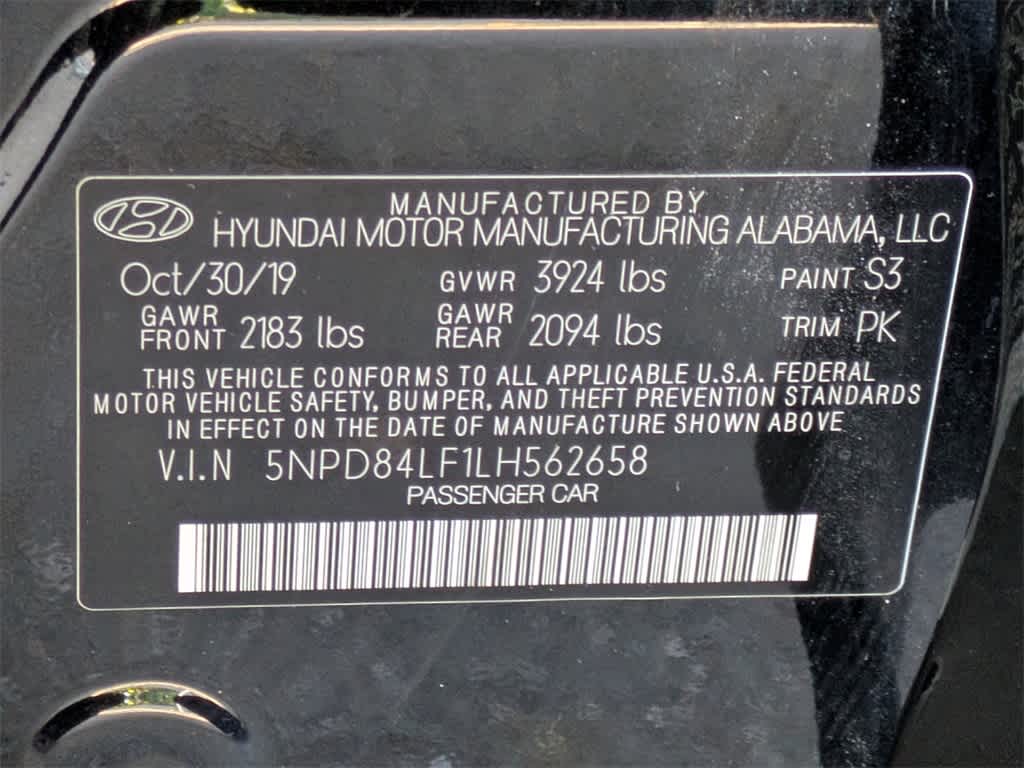 MANUFACTURED BY
HYUNDAI MOTOR MANUFACTURING ALABAMA, LLC
Oct/30/19 GVWR 3924 lbs PAINT S3
GAWR FRONT 2183 lbs GAWR REAR 2094 lbs TRIM PK
THIS VEHICLE CONFORMS TO ALL APPLICABLE U.S.A. FEDERAL
MOTOR VEHICLE SAFETY, BUMPER, AND THEFT PREVENTION STANDARDS
IN EFFECT ON THE DATE OF MANUFACTURE SHOWN ABOVE
V.I.N 5NPD84LF1LH562658
PASSENGER CAR